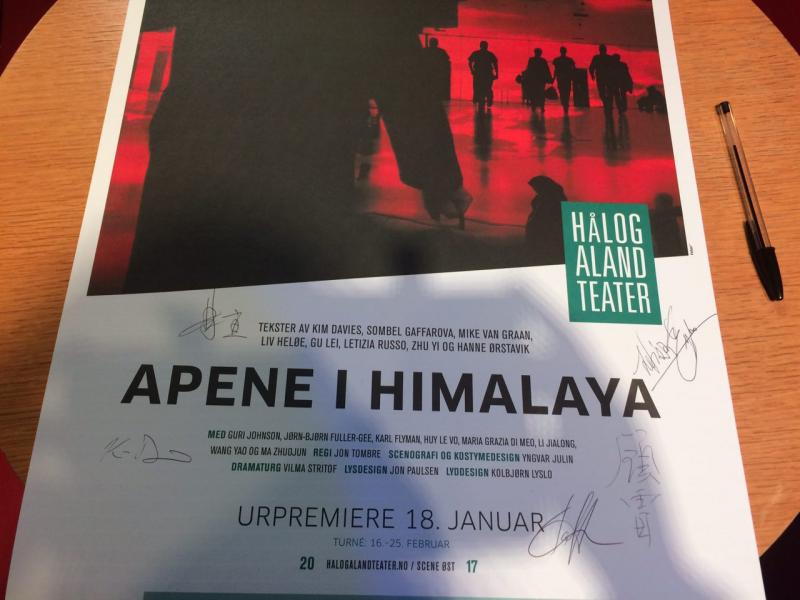 HÅLOG
ALAND
TEATER
TEKSTER AV KIM DAVIES, SOMBEL GAFFAROVA, MIKE VAN GRAAN,
LIV HELØE, GU LEI, LETIZIA RUSSO, ZHU YI OG HANNE ØRSTAVIK
APENE I HIMALAYA
MED GURI JOHNSON, JØRN-BJØRN FULLER-GEE, KARL FLYMAN, HUY LE VO, MARIA GRAZIA DI MEO, LI JIALONG,
WANG YAO OG MA ZHUOJUN REGI JON TOMBRE SCENOGRAFI OG KOSTYMEDESIGN YNGVAR JULIN
DRAMATURG VILMA STRITOF LYSDESIGN JON PAULSEN LYDDESIGN KOLBJØRN LYSLO
URPREMIERE 18. JANUAR
TURNÉ: 16.-25. FEBRUAR
20 HALOGALANDTEATER.NO / SCENE ØST 17